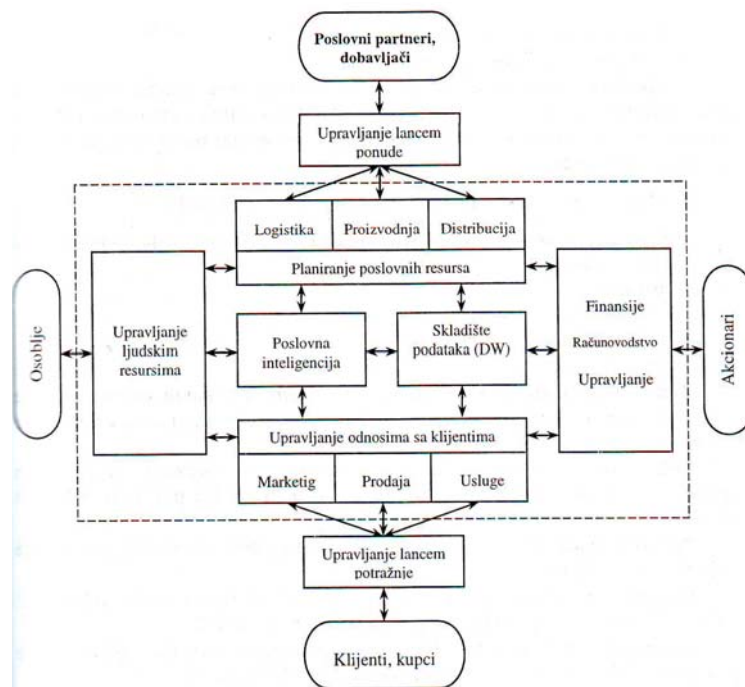 Poslovni partneri,
dobavljači
Upravljanje lancem
ponude
Logistika
Proizvodnja
Distribucija
Planiranje poslovnih resursa
Osoblje
Upravljanje
ljudskim
resursima
Poslovna
inteligencija
Skladište
podataka (DW)
Finansije
Računovodstvo
Upravljanje
Akcionari
Upravljanje odnosima sa klijentima
Marketig
Prodaja
Usluge
Upravljanje lancem
potražnje
Klijenti, kupci